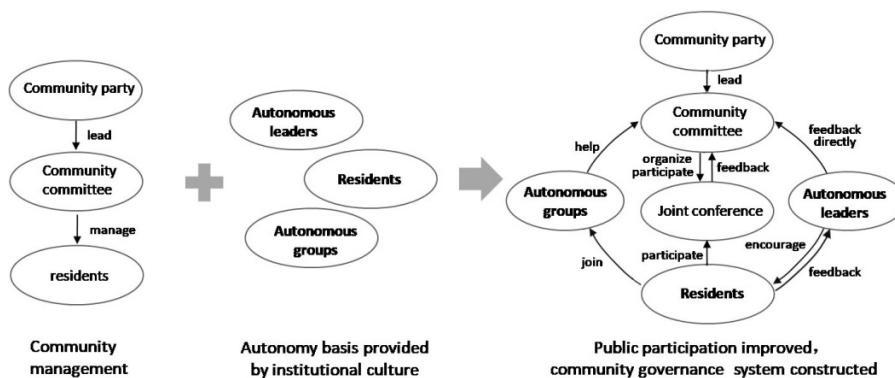 Community party
lead
Community
committee
manage
residents
Community
management
Autonomous
leaders
Residents
Autonomous
groups
Autonomy basis provided
by institutional culture
Community party
lead
Community
committee
help
organize
participate
feedback
feedback
directly
Autonomous
groups
Joint conference
Autonomous
leaders
join
participate
encourage
feedback
Residents
Public participation improved,
community governance system constructed